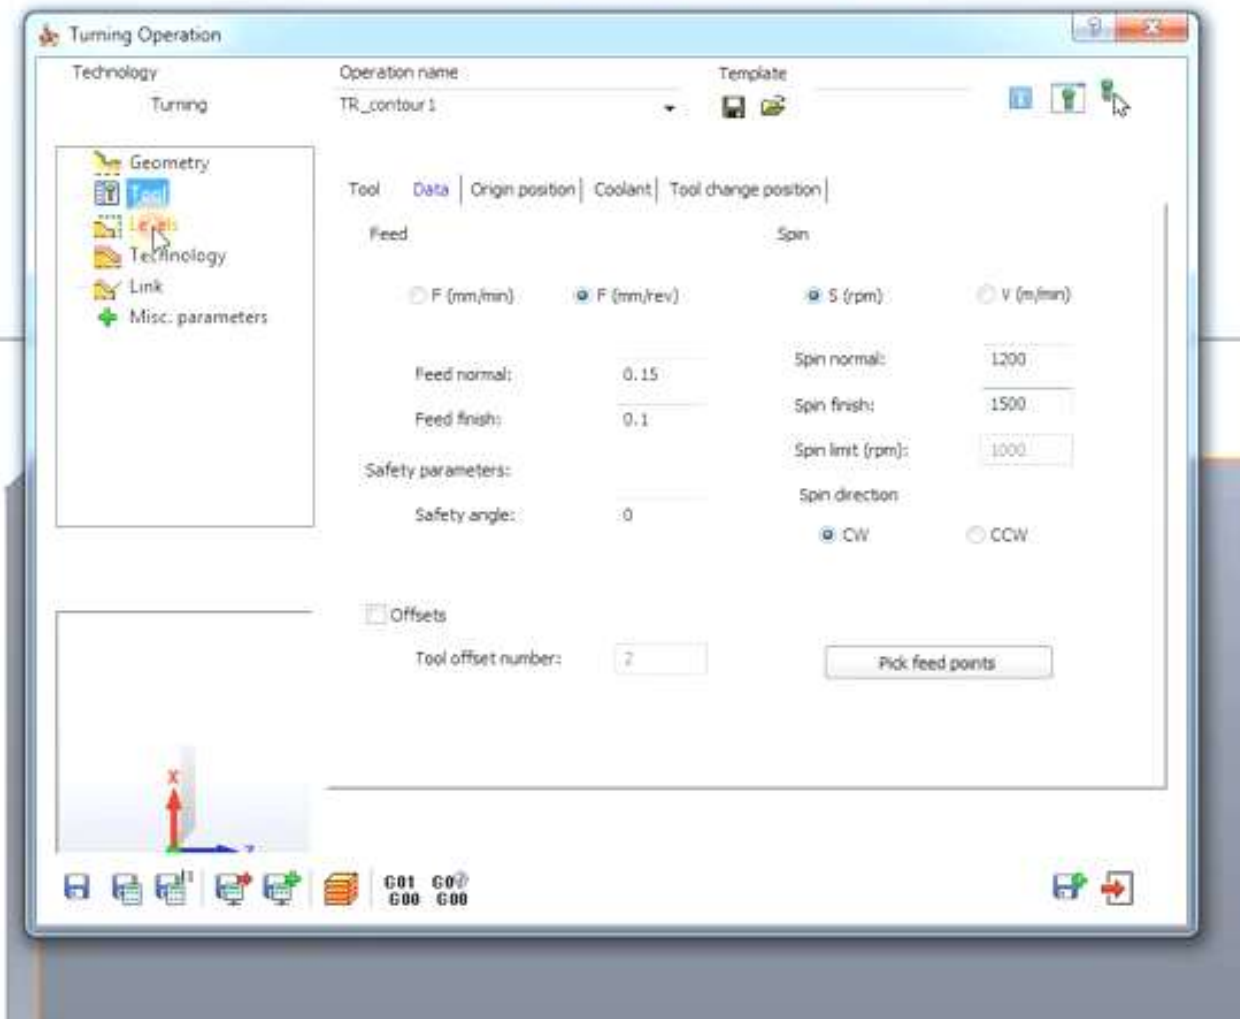 Turning Operation
Technology
Operation name
Template
Turning
TR_contour1
Geometry
Tool
Levels
Technology
Link
Misc. parameters
Tool Data Origin position Coolant Tool change position
Feed
Spin
F (mm/min) F (mm/rev) S (rpm) V (m/min)
Feed normal: 0.15
Spin normal: 1200
Feed finish: 0.1
Spin finish: 1500
Safety parameters:
Spin limit (rpm): 1000
Spin direction
Safety angle: 0
CW CCW
Offsets
Tool offset number: 2
Pick feed points
X
G01 G0
G00 G00